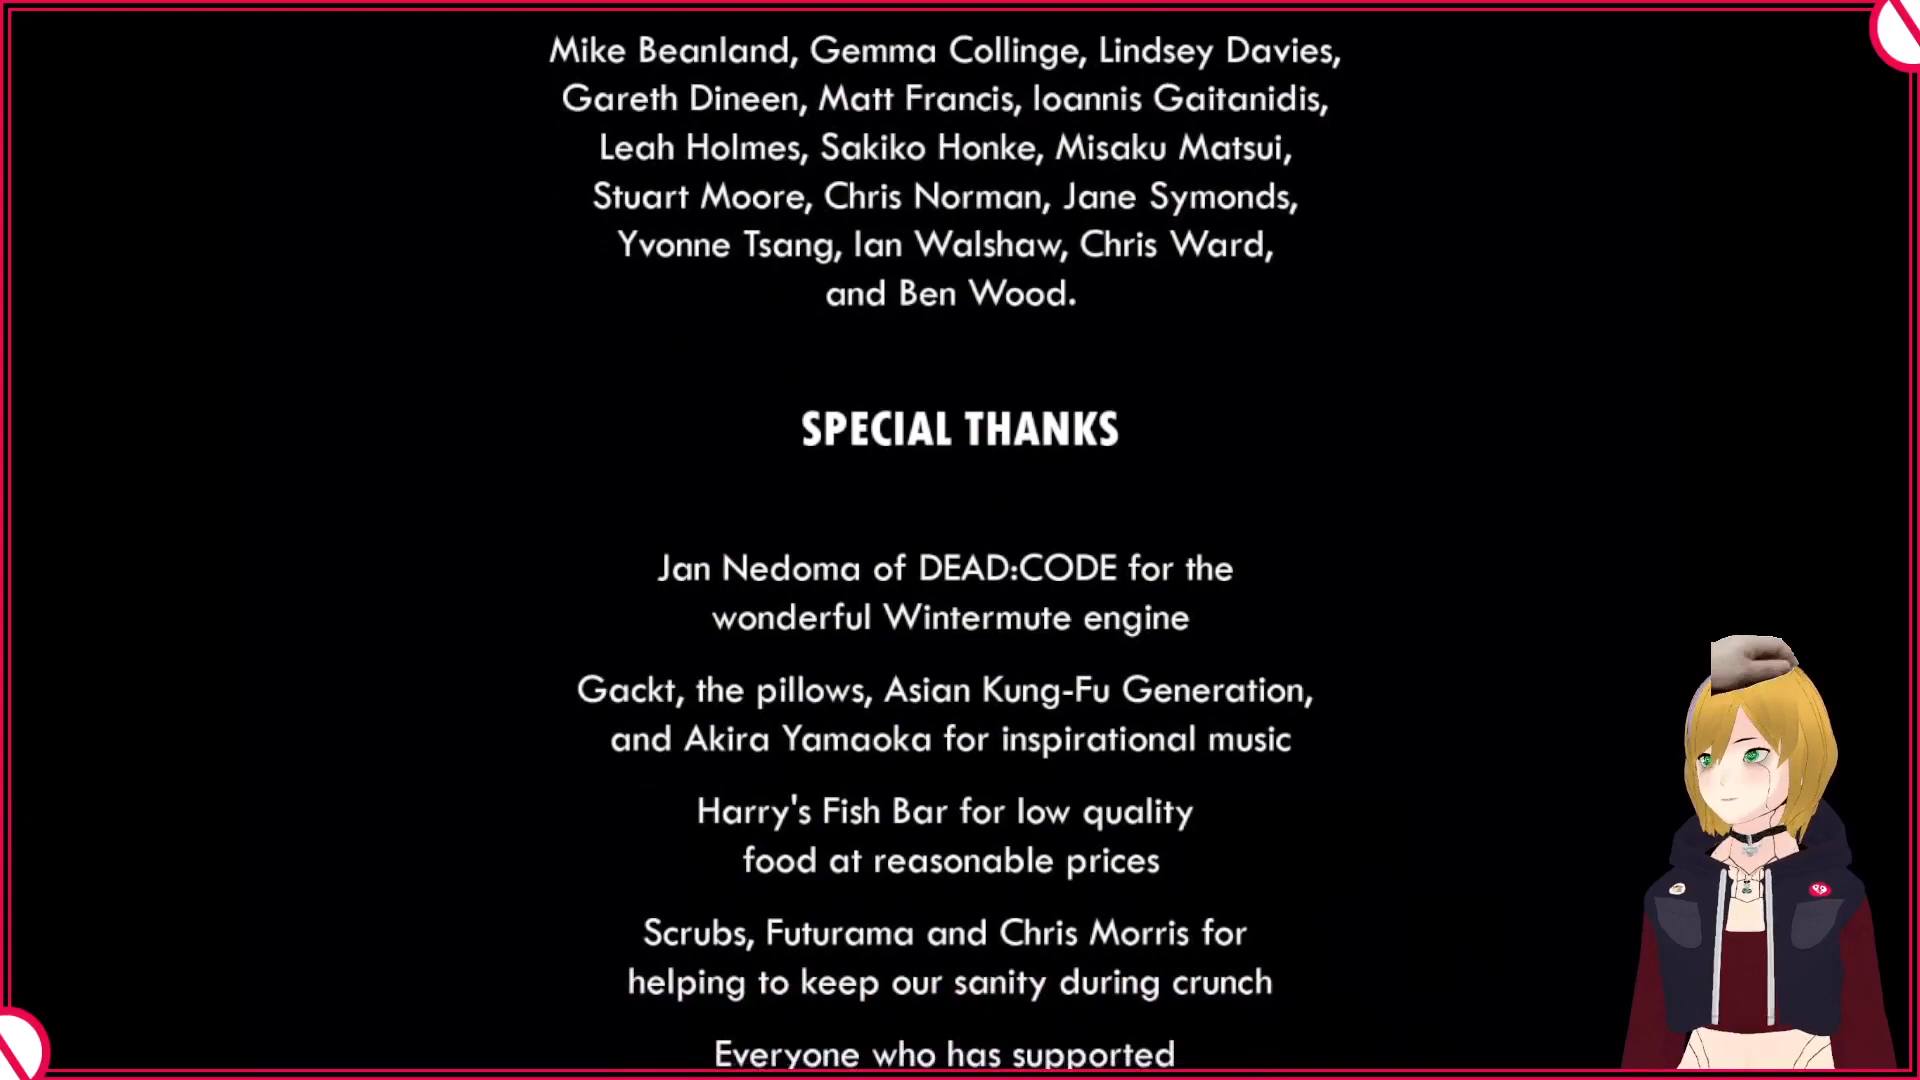 Mike Beanland, Gemma Collinge, Lindsey Davies,
Gareth Dineen, Matt Francis, Ioannis Gaitanidis,
Leah Holmes, Sakiko Honke, Misaku Matsui,
Stuart Moore, Chris Norman, Jane Symonds,
Yvonne Tsang, Ian Walshaw, Chris Ward,
and Ben Wood.
SPECIAL THANKS
Jan Nedoma of DEAD:CODE for the
wonderful Wintermute engine
Gackt, the pillows, Asian Kung-Fu Generation,
and Akira Yamaoka for inspirational music
Harry's Fish Bar for low quality
food at reasonable prices
Scrubs, Futurama and Chris Morris for
helping to keep our sanity during crunch
Everyone who has supported